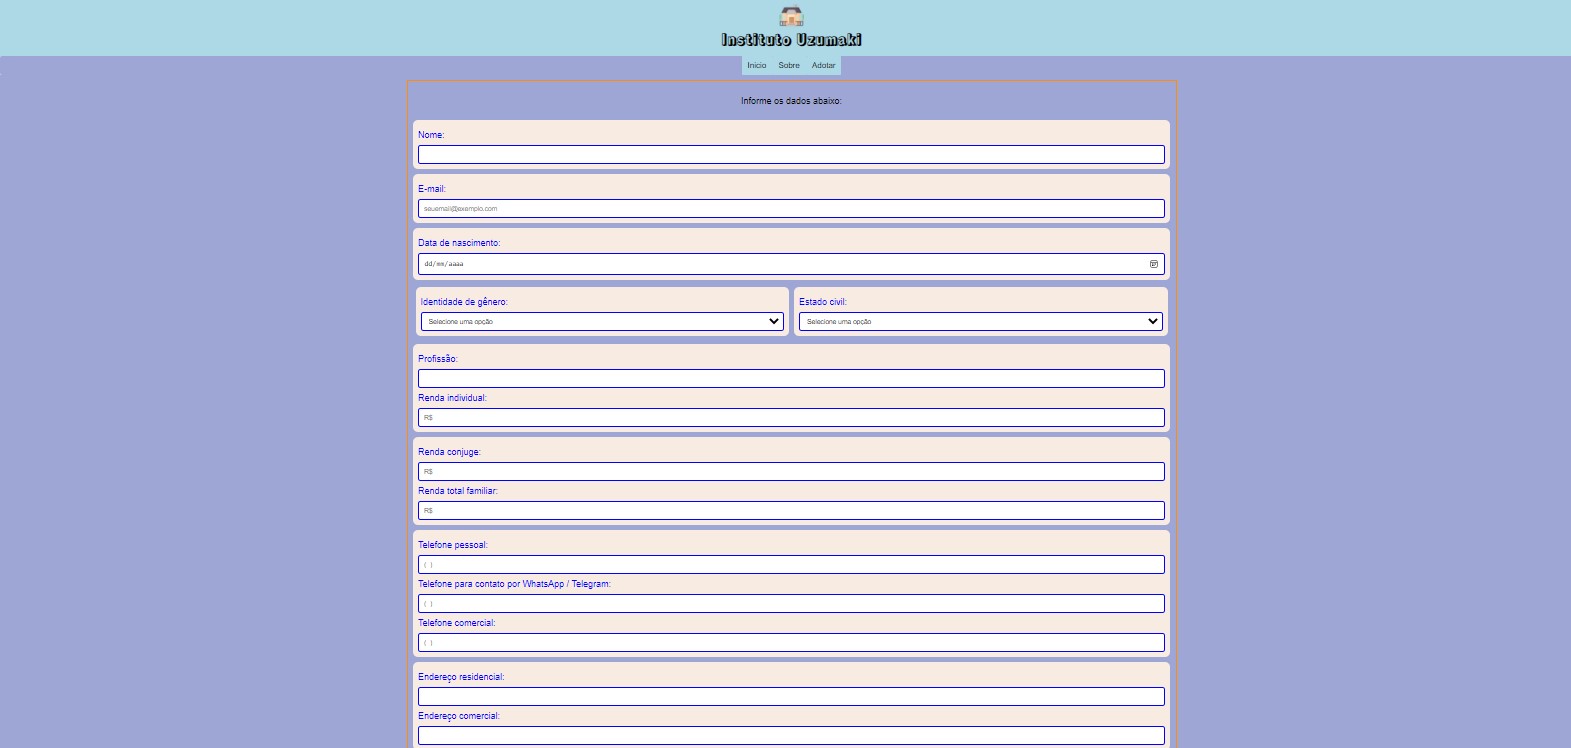 Instituto Uzumaki
Inicio Sobre Adotar
Informe os dados abaixo:
Nome:
E-mail:
seuemail@exemplo.com
Data de nascimento:
dd/mm/aaaa
Identidade de gênero: Estado civil:
Selecione uma opção Selecione uma opção
Profissão:
Renda individual:
R$
Renda conjuge:
R$
Renda total familiar:
R$
Telefone pessoal:
( )
Telefone para contato por WhatsApp / Telegram:
( )
Telefone comercial:
( )
Endereço residencial:
Endereço comercial: